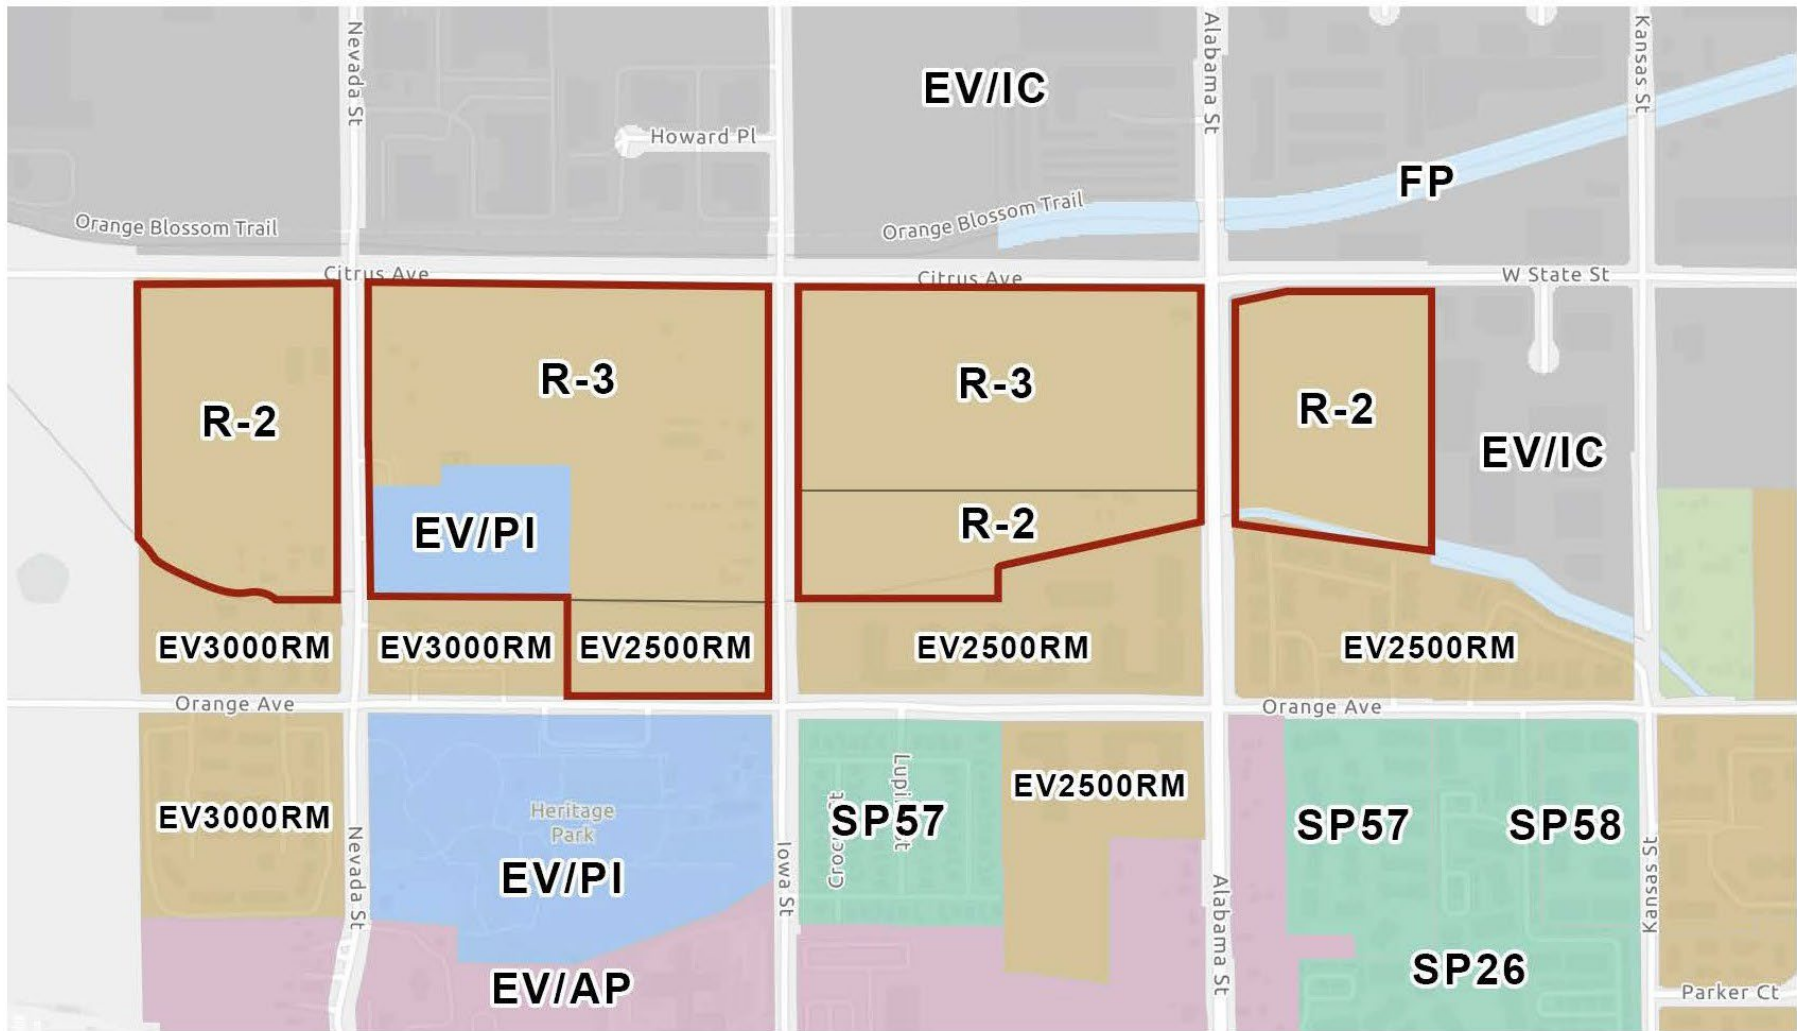 Nevada St
EV/IC
Alabama St
Kansas St
Howard Pl
FP
Orange Blossom Trail
Orange Blossom Trail
Citrus Ave
Citrus Ave
W State St
R-2
R-3
R-3
R-2
EV/IC
EV/PI
R-2
EV3000RM
EV3000RM
EV2500RM
EV2500RM
EV2500RM
Orange Ave
Orange Ave
EV3000RM
Heritage
Park
EV/PI
SP57
EV2500RM
SP57
SP58
Nevada St
Iowa St
Alabama St
Kansas St
EV/AP
SP26
Parker Ct